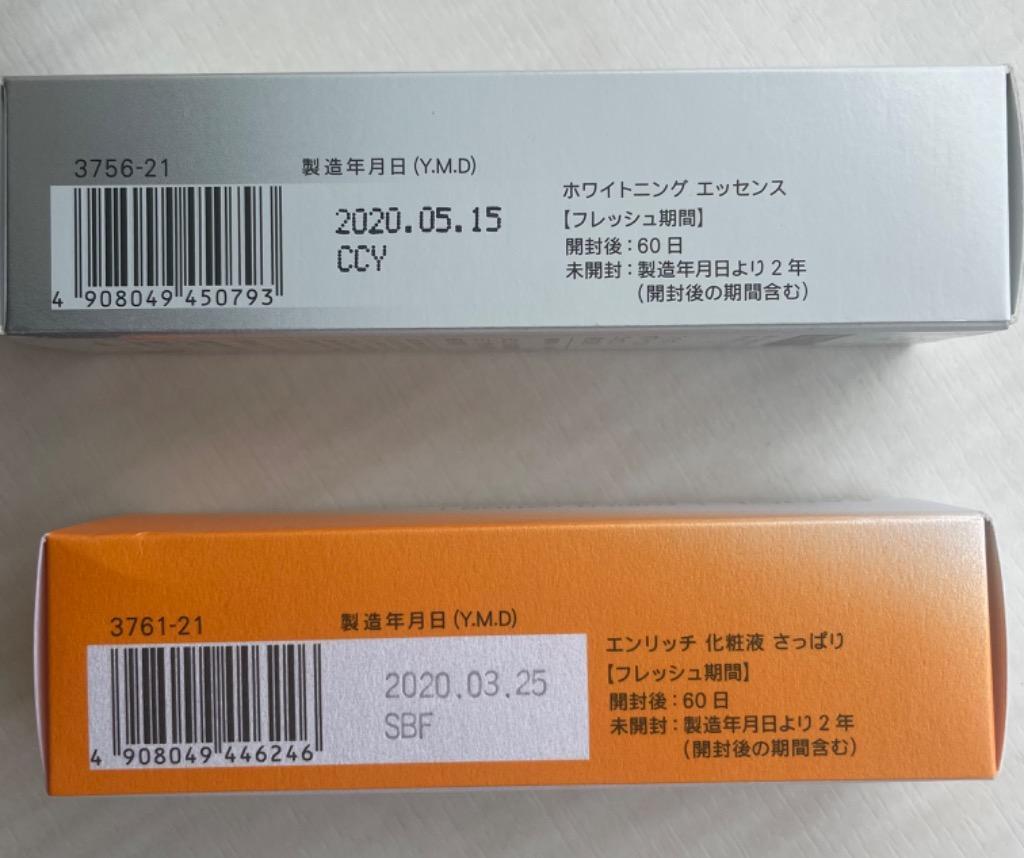 3756-21
製造年月日(Y.M.D)
2020.05.15
CCY
4 908049 450793
ホワイトニング エッセンス
【フレッシュ期間】
開封後：60日
未開封：製造年月日より2年
（開封後の期間含む）
3761-21
製造年月日(Y.M.D)
2020.03.25
SBF
4 908049 446246
エンリッチ 化粧液 さっぱり
【フレッシュ期間】
開封後：60日
未開封：製造年月日より2年
（開封後の期間含む）